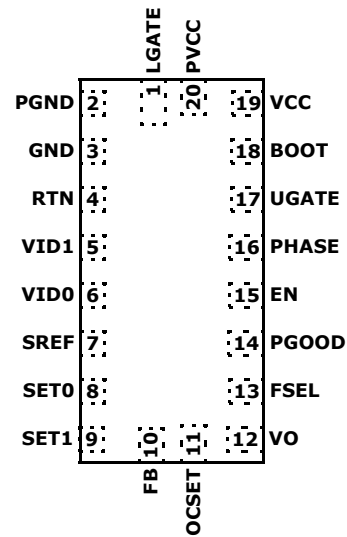 LGATE 1
PVCC 20
PGND 2
19 VCC
GND 3
18 BOOT
RTN 4
17 UGATE
VID1 5
16 PHASE
VID0 6
15 EN
SREF 7
14 PGOOD
SET0 8
13 FSEL
SET1 9
12 VO
FB 10
OCSET 11